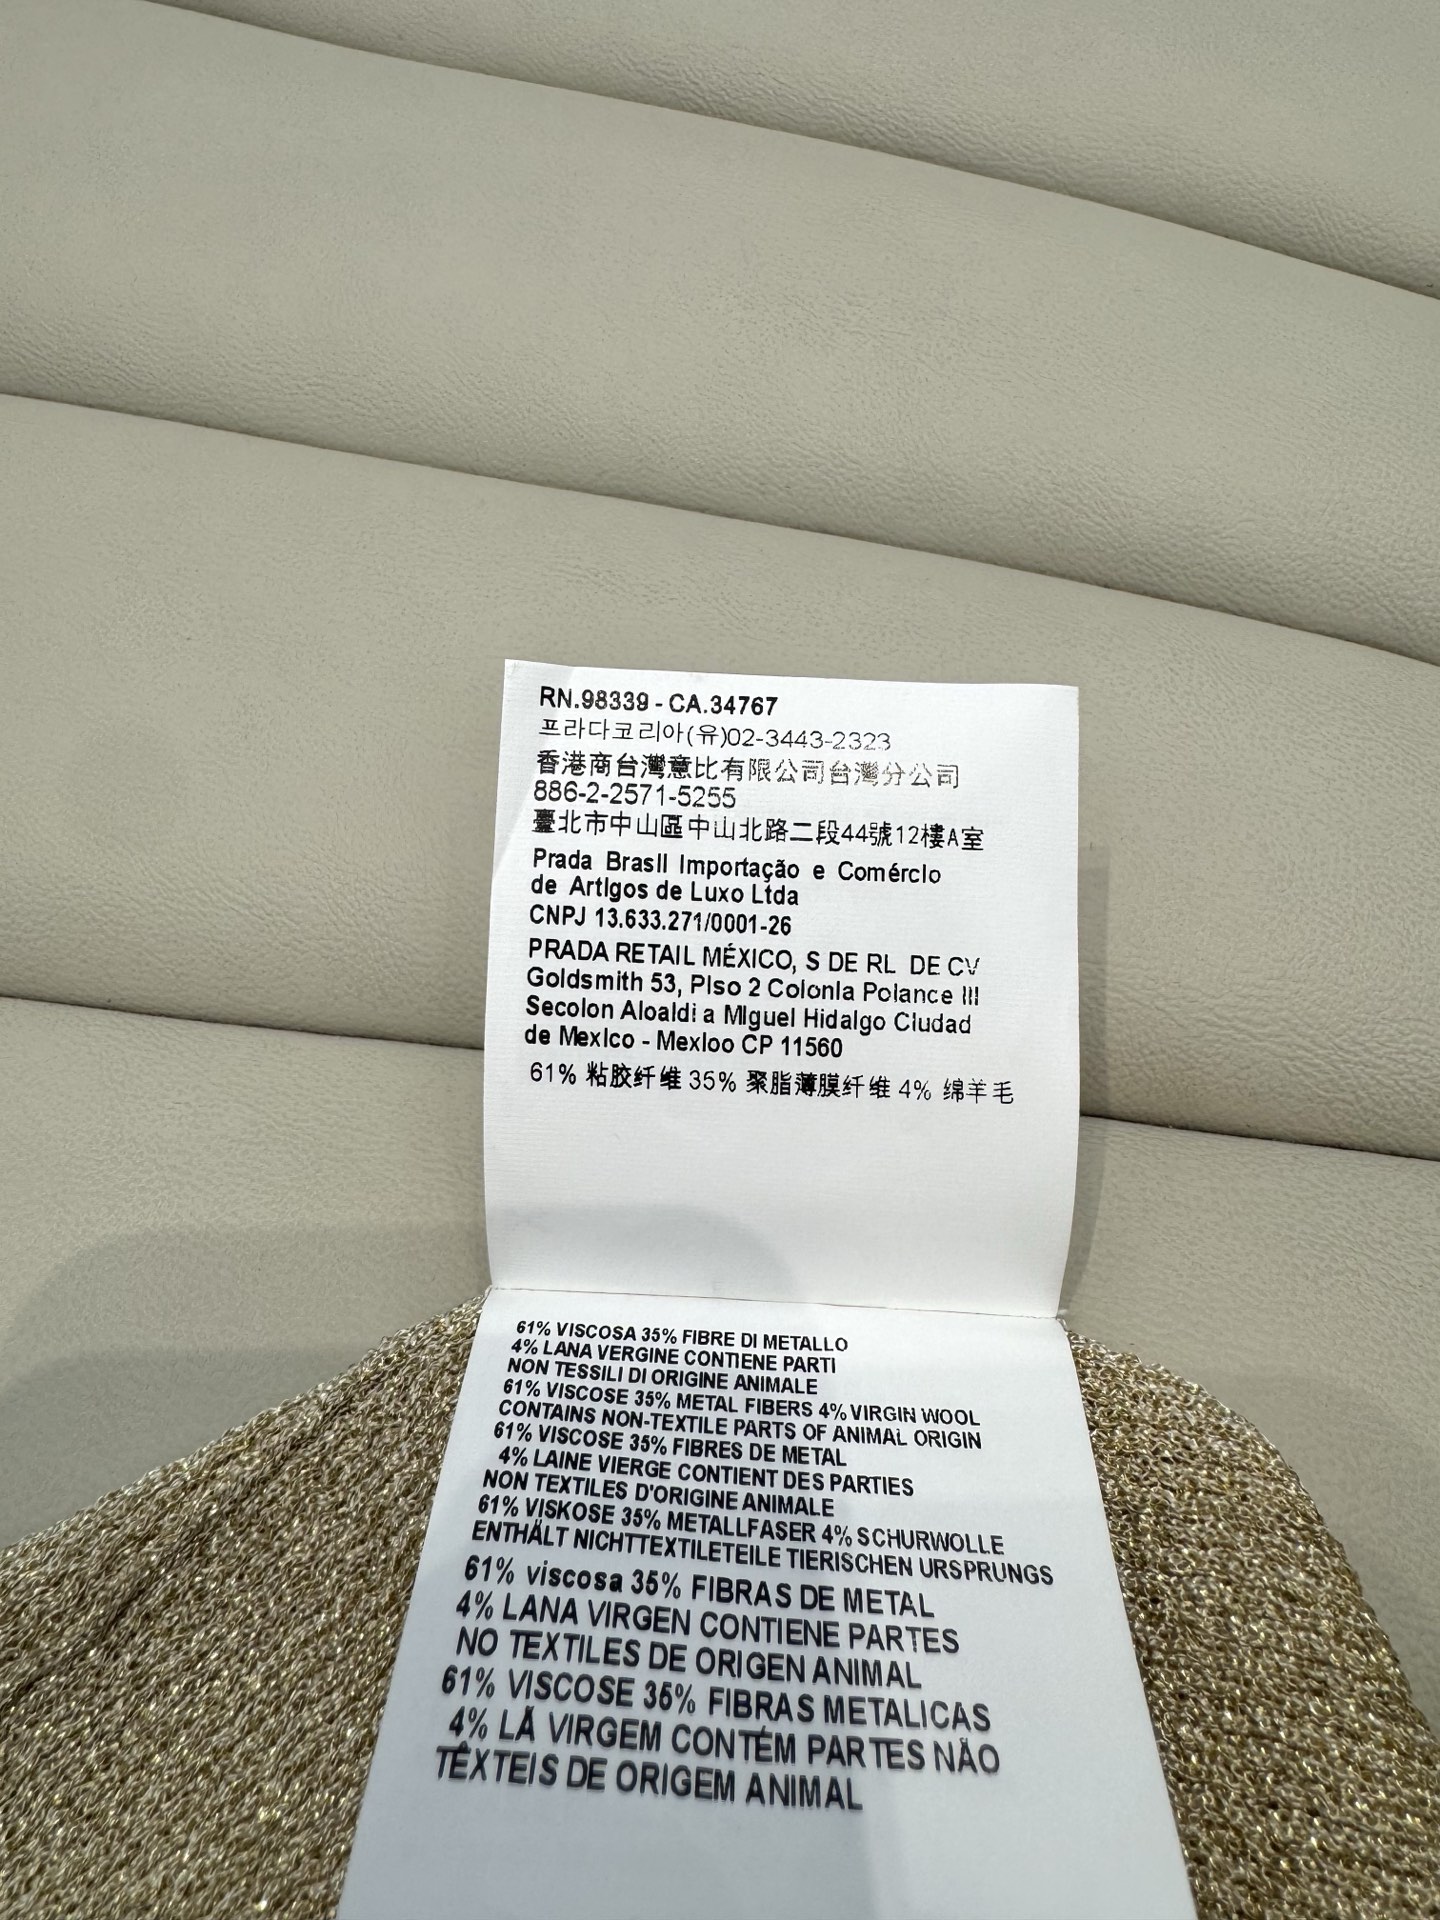 RN.98339 - CA.34767
프라다코리아(유)02-3443-2323
香港商台灣意比有限公司台灣分公司
886-2-2571-5255
臺北市中山區中山北路二段44號12樓A室
Prada Brasll Importação e Comérclo
de Artlgos de Luxo Ltda
CNPJ 13.633.271/0001-26
PRADA RETAIL MÉXICO, S DE RL DE CV
Goldsmith 53, Plso 2 Colonla Polance III
Secolon Aloaldi a Mlguel Hidalgo Cludad
de Mexlco - Mexloo CP 11560
61% 粘胶纤维 35% 聚脂薄膜纤维 4% 绵羊毛
61% VISCOSA 35% FIBRE DI METALLO
4% LANA VERGINE CONTIENE PARTI
NON TESSILI DI ORIGINE ANIMALE
61% VISCOSE 35% METAL FIBERS 4% VIRGIN WOOL
CONTAINS NON-TEXTILE PARTS OF ANIMAL ORIGIN
61% VISCOSE 35% FIBRES DE METAL
4% LAINE VIERGE CONTIENT DES PARTIES
NON TEXTILES D'ORIGINE ANIMALE
61% VISKOSE 35% METALLFASER 4% SCHURWOLLE
ENTHÄLT NICHTTEXTILETEILE TIERISCHEN URSPRUNGS
61% viscosa 35% FIBRAS DE METAL
4% LANA VIRGEN CONTIENE PARTES
NO TEXTILES DE ORIGEN ANIMAL
61% VISCOSE 35% FIBRAS METALICAS
4% LÃ VIRGEM CONTÉM PARTES NÃO
TÊXTEIS DE ORIGEM ANIMAL